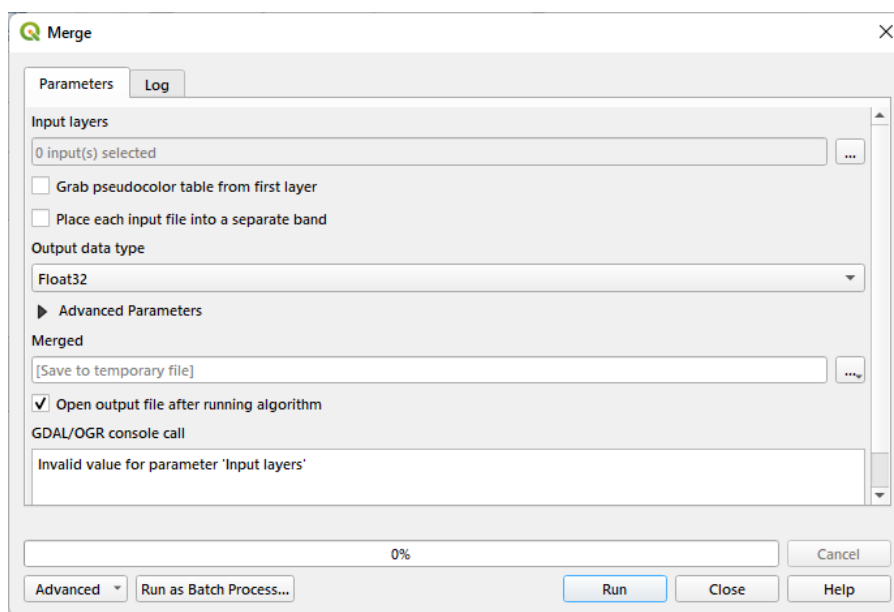 Merge
Parameters
Log
Input layers
0 input(s) selected
...
Grab pseudocolor table from first layer
Place each input file into a separate band
Output data type
Float32
Advanced Parameters
Merged
[Save to temporary file]
...
Open output file after running algorithm
GDAL/OGR console call
Invalid value for parameter 'Input layers'
0%
Cancel
Advanced
Run as Batch Process...
Run
Close
Help